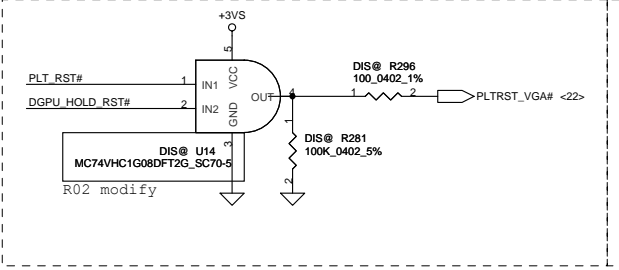 +3VS
5
DIS@ R296
100_0402_1%
PLT_RST# 1 IN1 VCC
DGPU_HOLD_RST# 2 IN2 GND OUT 4 1 2 PLTRST_VGA# <22>
3
1
DIS@ U14
MC74VHC1G08DFT2G_SC70-5
DIS@ R281
100K_0402_5%
2
R02 modify